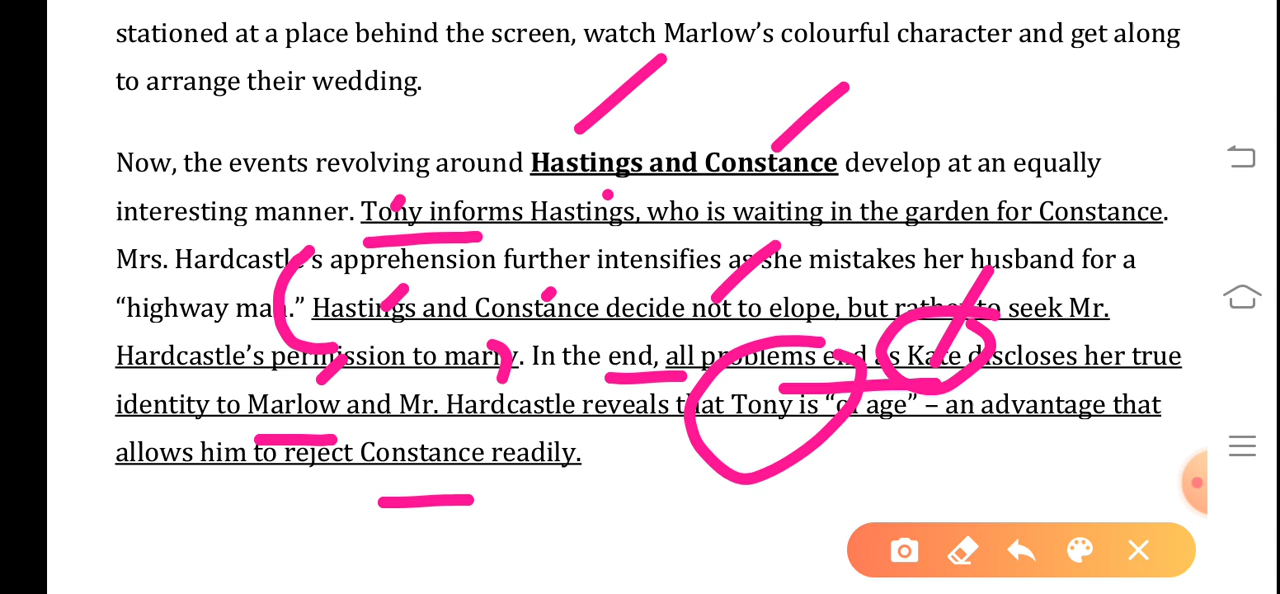 stationed at a place behind the screen, watch Marlow’s colourful character and get along
to arrange their wedding.
Now, the events revolving around Hastings and Constance develop at an equally
interesting manner. Tony informs Hastings, who is waiting in the garden for Constance.
Mrs. Hardcastle’s apprehension further intensifies as she mistakes her husband for a
“highway man.” Hastings and Constance decide not to elope, but rather to seek Mr.
Hardcastle’s permission to marry. In the end, all problems end as Kate discloses her true
identity to Marlow and Mr. Hardcastle reveals that Tony is “of age” – an advantage that
allows him to reject Constance readily.